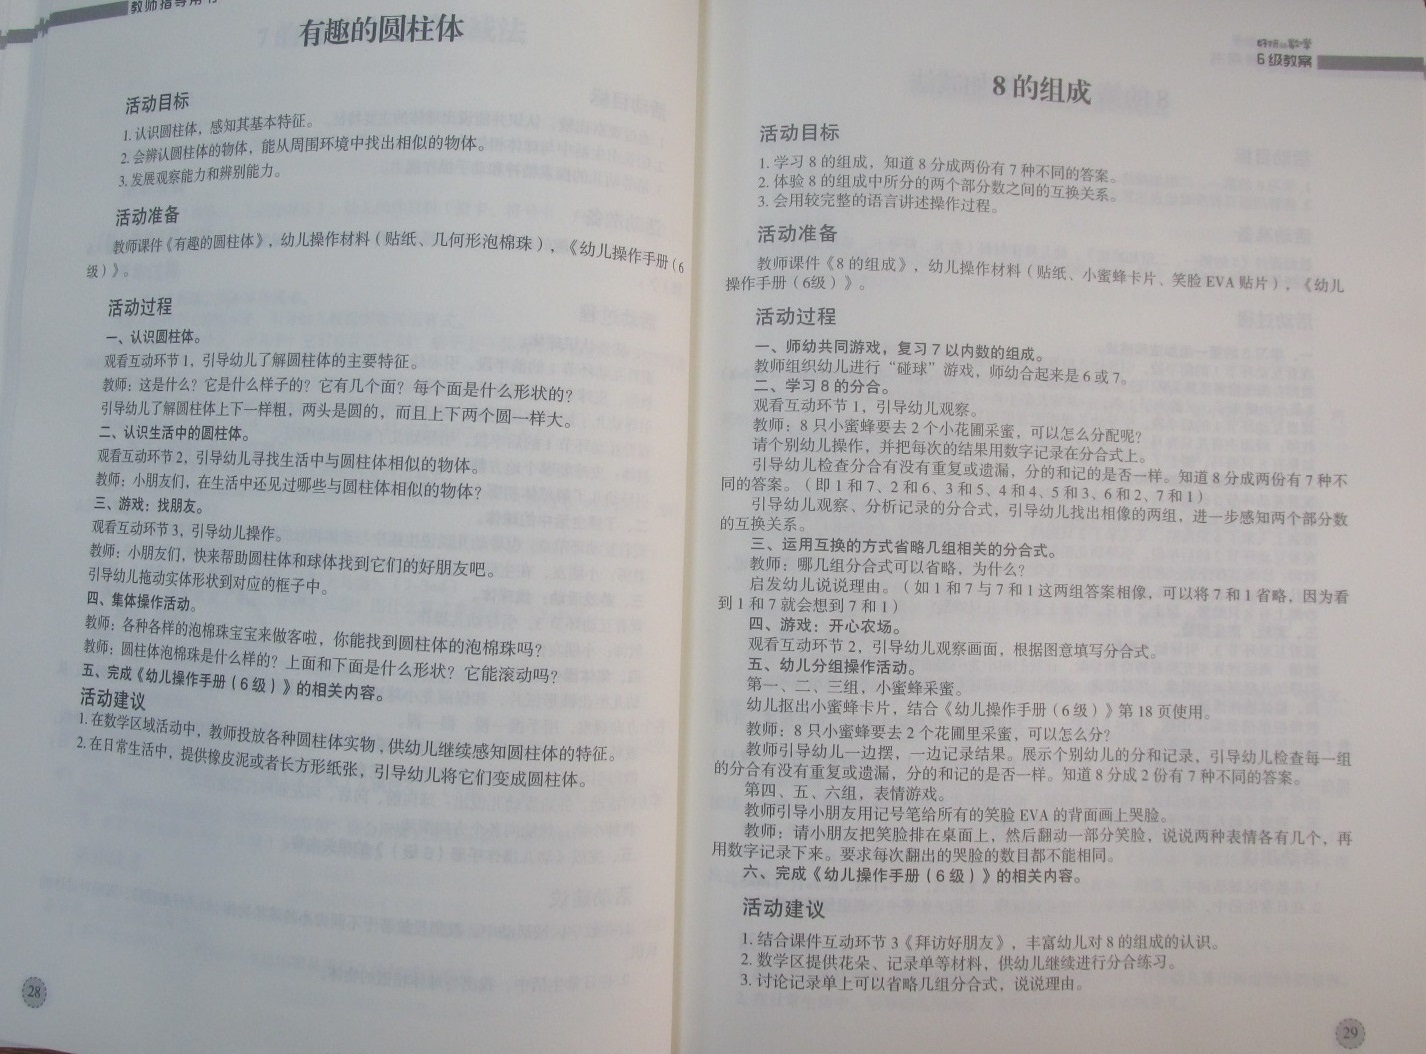 教师指导用书
有趣的圆柱体
活动目标
1. 认识圆柱体，感知其基本特征。
2. 会辨认圆柱体的物体，能从周围环境中找出相似的物体。
3. 发展观察能力和辨别能力。
活动准备
教师课件《有趣的圆柱体》，幼儿操作材料（贴纸、几何形泡棉珠），《幼儿操作手册（6
级）》。
活动过程
一、认识圆柱体。
观看互动环节1，引导幼儿了解圆柱体的主要特征。
教师：这是什么？它是什么样子的？它有几个面？每个面是什么形状的？
引导幼儿了解圆柱体上下一样粗，两头是圆的，而且上下两个圆一样大。
二、认识生活中的圆柱体。
观看互动环节2，引导幼儿寻找生活中与圆柱体相似的物体。
教师：小朋友们，在生活中还见过哪些与圆柱体相似的物体？
三、游戏：找朋友。
观看互动环节3，引导幼儿操作。
教师：小朋友们，快来帮助圆柱体和球体找到它们的好朋友吧。
引导幼儿拖动实体形状到对应的框子中。
四、集体操作活动。
教师：各种各样的泡棉珠宝宝来做客啦，你能找到圆柱体的泡棉珠吗？
教师：圆柱体泡棉珠是什么样的？上面和下面是什么形状？它能滚动吗？
五、完成《幼儿操作手册（6级）》的相关内容。
活动建议
1. 在数学区域活动中，教师投放各种圆柱体实物，供幼儿继续感知圆柱体的特征。
2. 在日常生活中，提供橡皮泥或者长方形纸张，引导幼儿将它们变成圆柱体。
28
好玩的数学
6级教案
8的组成
活动目标
1. 学习8的组成，知道8分成两份有7种不同的答案。
2. 体验8的组成中所分的两个部分数之间的互换关系。
3. 会用较完整的语言讲述操作过程。
活动准备
教师课件《8的组成》，幼儿操作材料（贴纸、小蜜蜂卡片、笑脸EVA贴片），《幼儿
操作手册（6级）》。
活动过程
一、师幼共同游戏，复习7以内数的组成。
教师组织幼儿进行“碰球”游戏，师幼合起来是6或7。
二、学习8的分合。
观看互动环节1，引导幼儿观察。
教师：8只小蜜蜂要去2个小花圃采蜜，可以怎么分配呢？
请个别幼儿操作，并把每次的结果用数字记录在分合式上。
引导幼儿检查分合有没有重复或遗漏，分的和记的是否一样。知道8分成两份有7种不
同的答案。（即1和7、2和6、3和5、4和4、5和3、6和2、7和1）
引导幼儿观察、分析记录的分合式，引导幼儿找出相像的两组，进一步感知两个部分数
的互换关系。
三、运用互换的方式省略几组相关的分合式。
教师：哪几组分合式可以省略，为什么？
启发幼儿说说理由。（如1和7与7和1这两组答案相像，可以将7和1省略，因为看
到1和7就会想到7和1）
四、游戏：开心农场。
观看互动环节2，引导幼儿观察画面，根据图意填写分合式。
五、幼儿分组操作活动。
第一、二、三组，小蜜蜂采蜜。
幼儿抠出小蜜蜂卡片，结合《幼儿操作手册（6级）》第18页使用。
教师：8只小蜜蜂要去2个花圃里采蜜，可以怎么分？
教师引导幼儿一边摆，一边记录结果。展示个别幼儿的分和记录，引导幼儿检查每一组
的分合有没有重复或遗漏，分的和记的是否一样。知道8分成2份有7种不同的答案。
第四、五、六组，表情游戏。
教师引导小朋友用记号笔给所有的笑脸EVA的背面画上哭脸。
教师：请小朋友把笑脸排在桌面上，然后翻动一部分笑脸，说说两种表情各有几个，再
用数字记录下来。要求每次翻出的哭脸的数目都不能相同。
六、完成《幼儿操作手册（6级）》的相关内容。
活动建议
1. 结合课件互动环节3《拜访好朋友》，丰富幼儿对8的组成的认识。
2. 数学区提供花朵、记录单等材料，供幼儿继续进行分合练习。
3. 讨论记录单上可以省略几组分合式，说说理由。
29